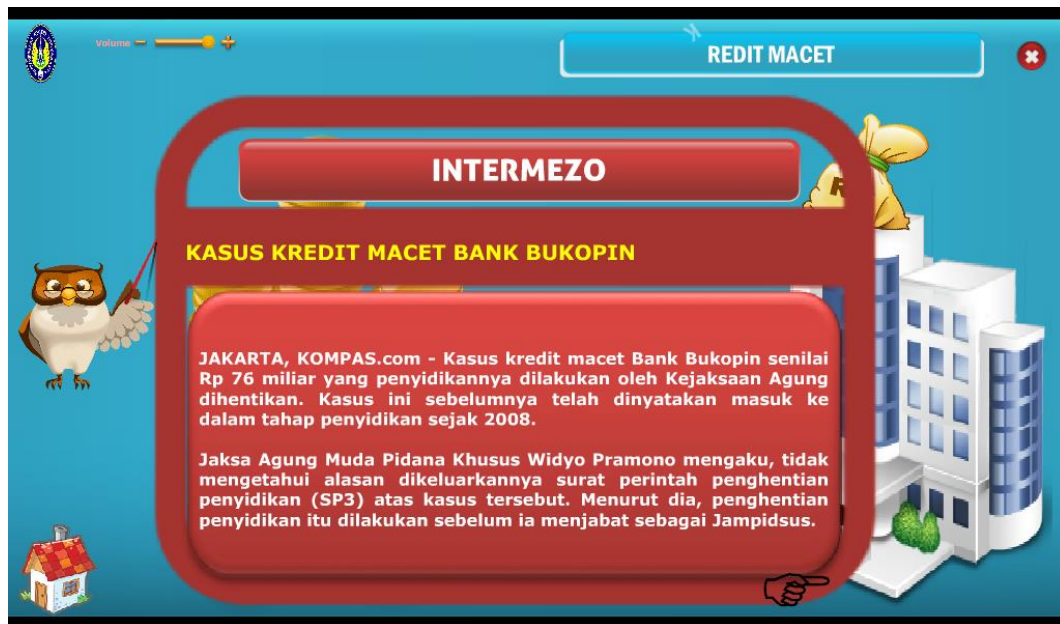 Volume
K
REDIT MACET
INTERMEZO
R
KASUS KREDIT MACET BANK BUKOPIN
JAKARTA, KOMPAS.com - Kasus kredit macet Bank Bukopin senilai
Rp 76 miliar yang penyidikannya dilakukan oleh Kejaksaan Agung
dihentikan. Kasus ini sebelumnya telah dinyatakan masuk ke
dalam tahap penyidikan sejak 2008.
Jaksa Agung Muda Pidana Khusus Widyo Pramono mengaku, tidak
mengetahui alasan dikeluarkannya surat perintah penghentian
penyidikan (SP3) atas kasus tersebut. Menurut dia, penghentian
penyidikan itu dilakukan sebelum ia menjabat sebagai Jampidsus.